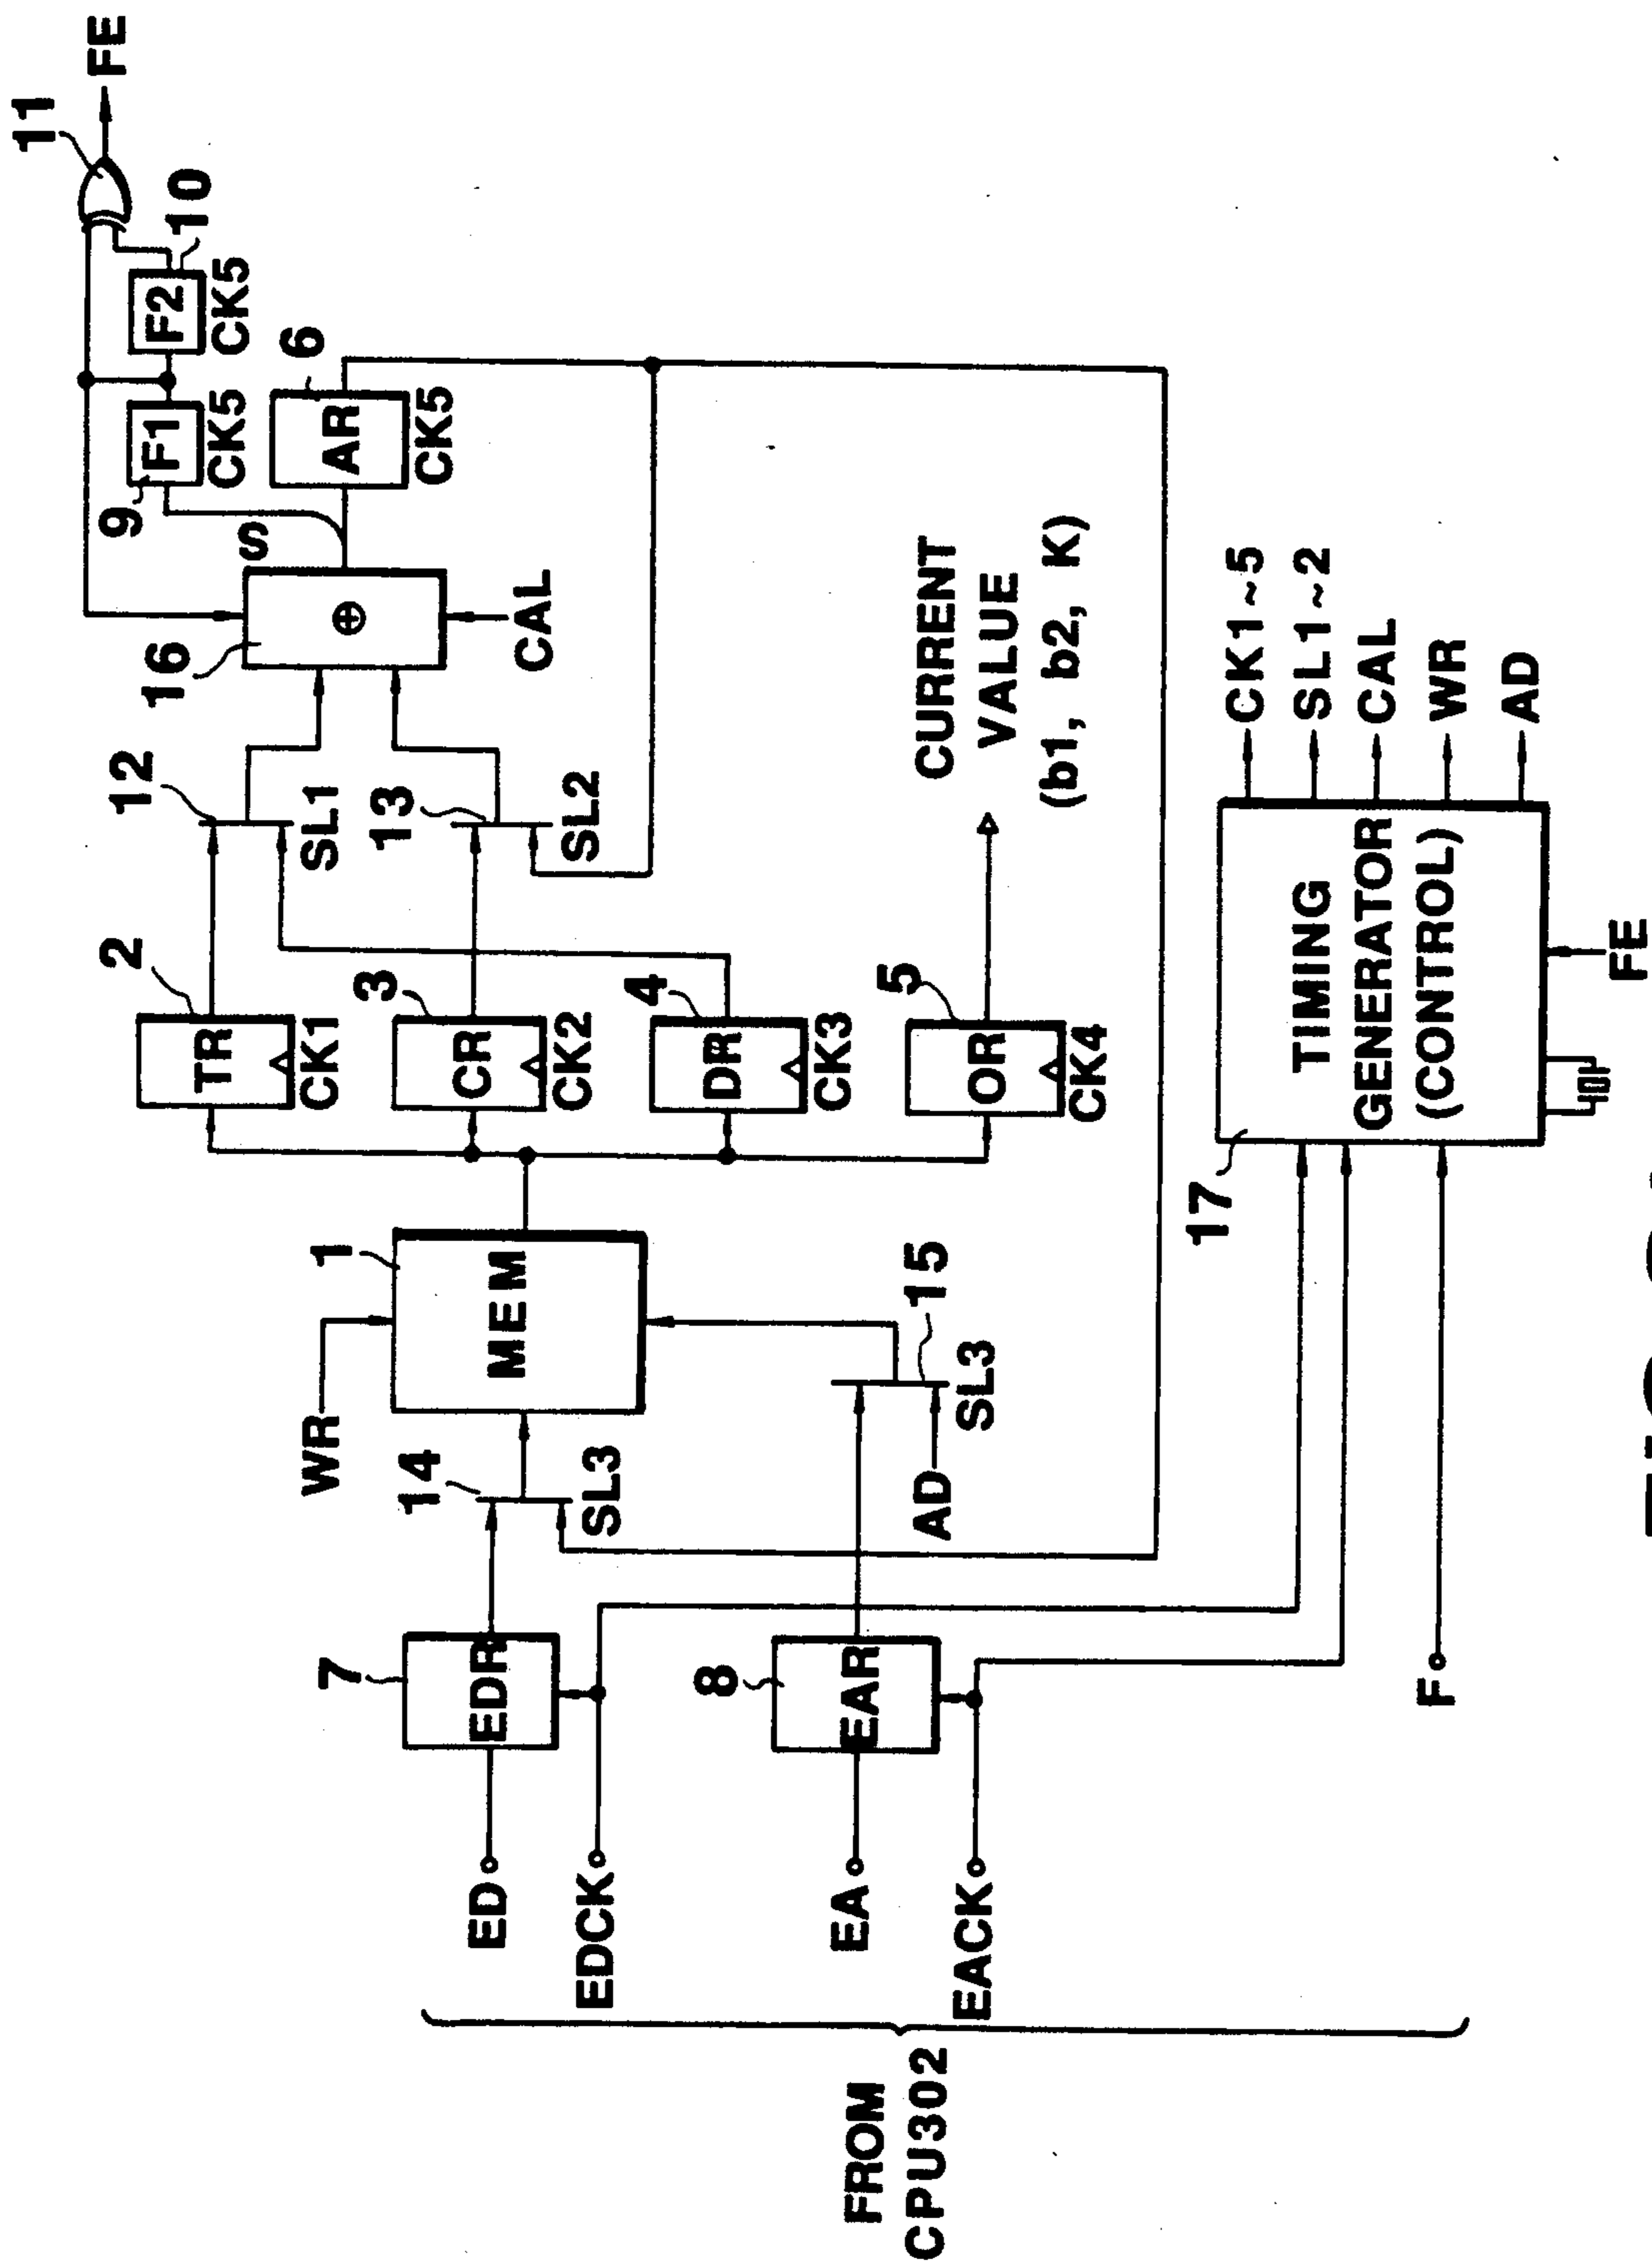 11
FE
10
F2
CK5
9
F1
CK5
6
AR
CK5
S
16
⊕
CAL
12
SL1
13
SL2
2
TR
CK1
3
CR
CK2
4
DR
CK3
5
OR
CK4
CURRENT
VALUE
(b1, b2, K)
1
MEM
WR
14
SL3
15
SL3
AD
7
EDR
8
EAR
ED
EDCK
EA
EACK
F
FROM
CPU302
17
TIMING
GENERATOR
(CONTROL)
CK1~5
SL1~2
CAL
WR
AD
FE